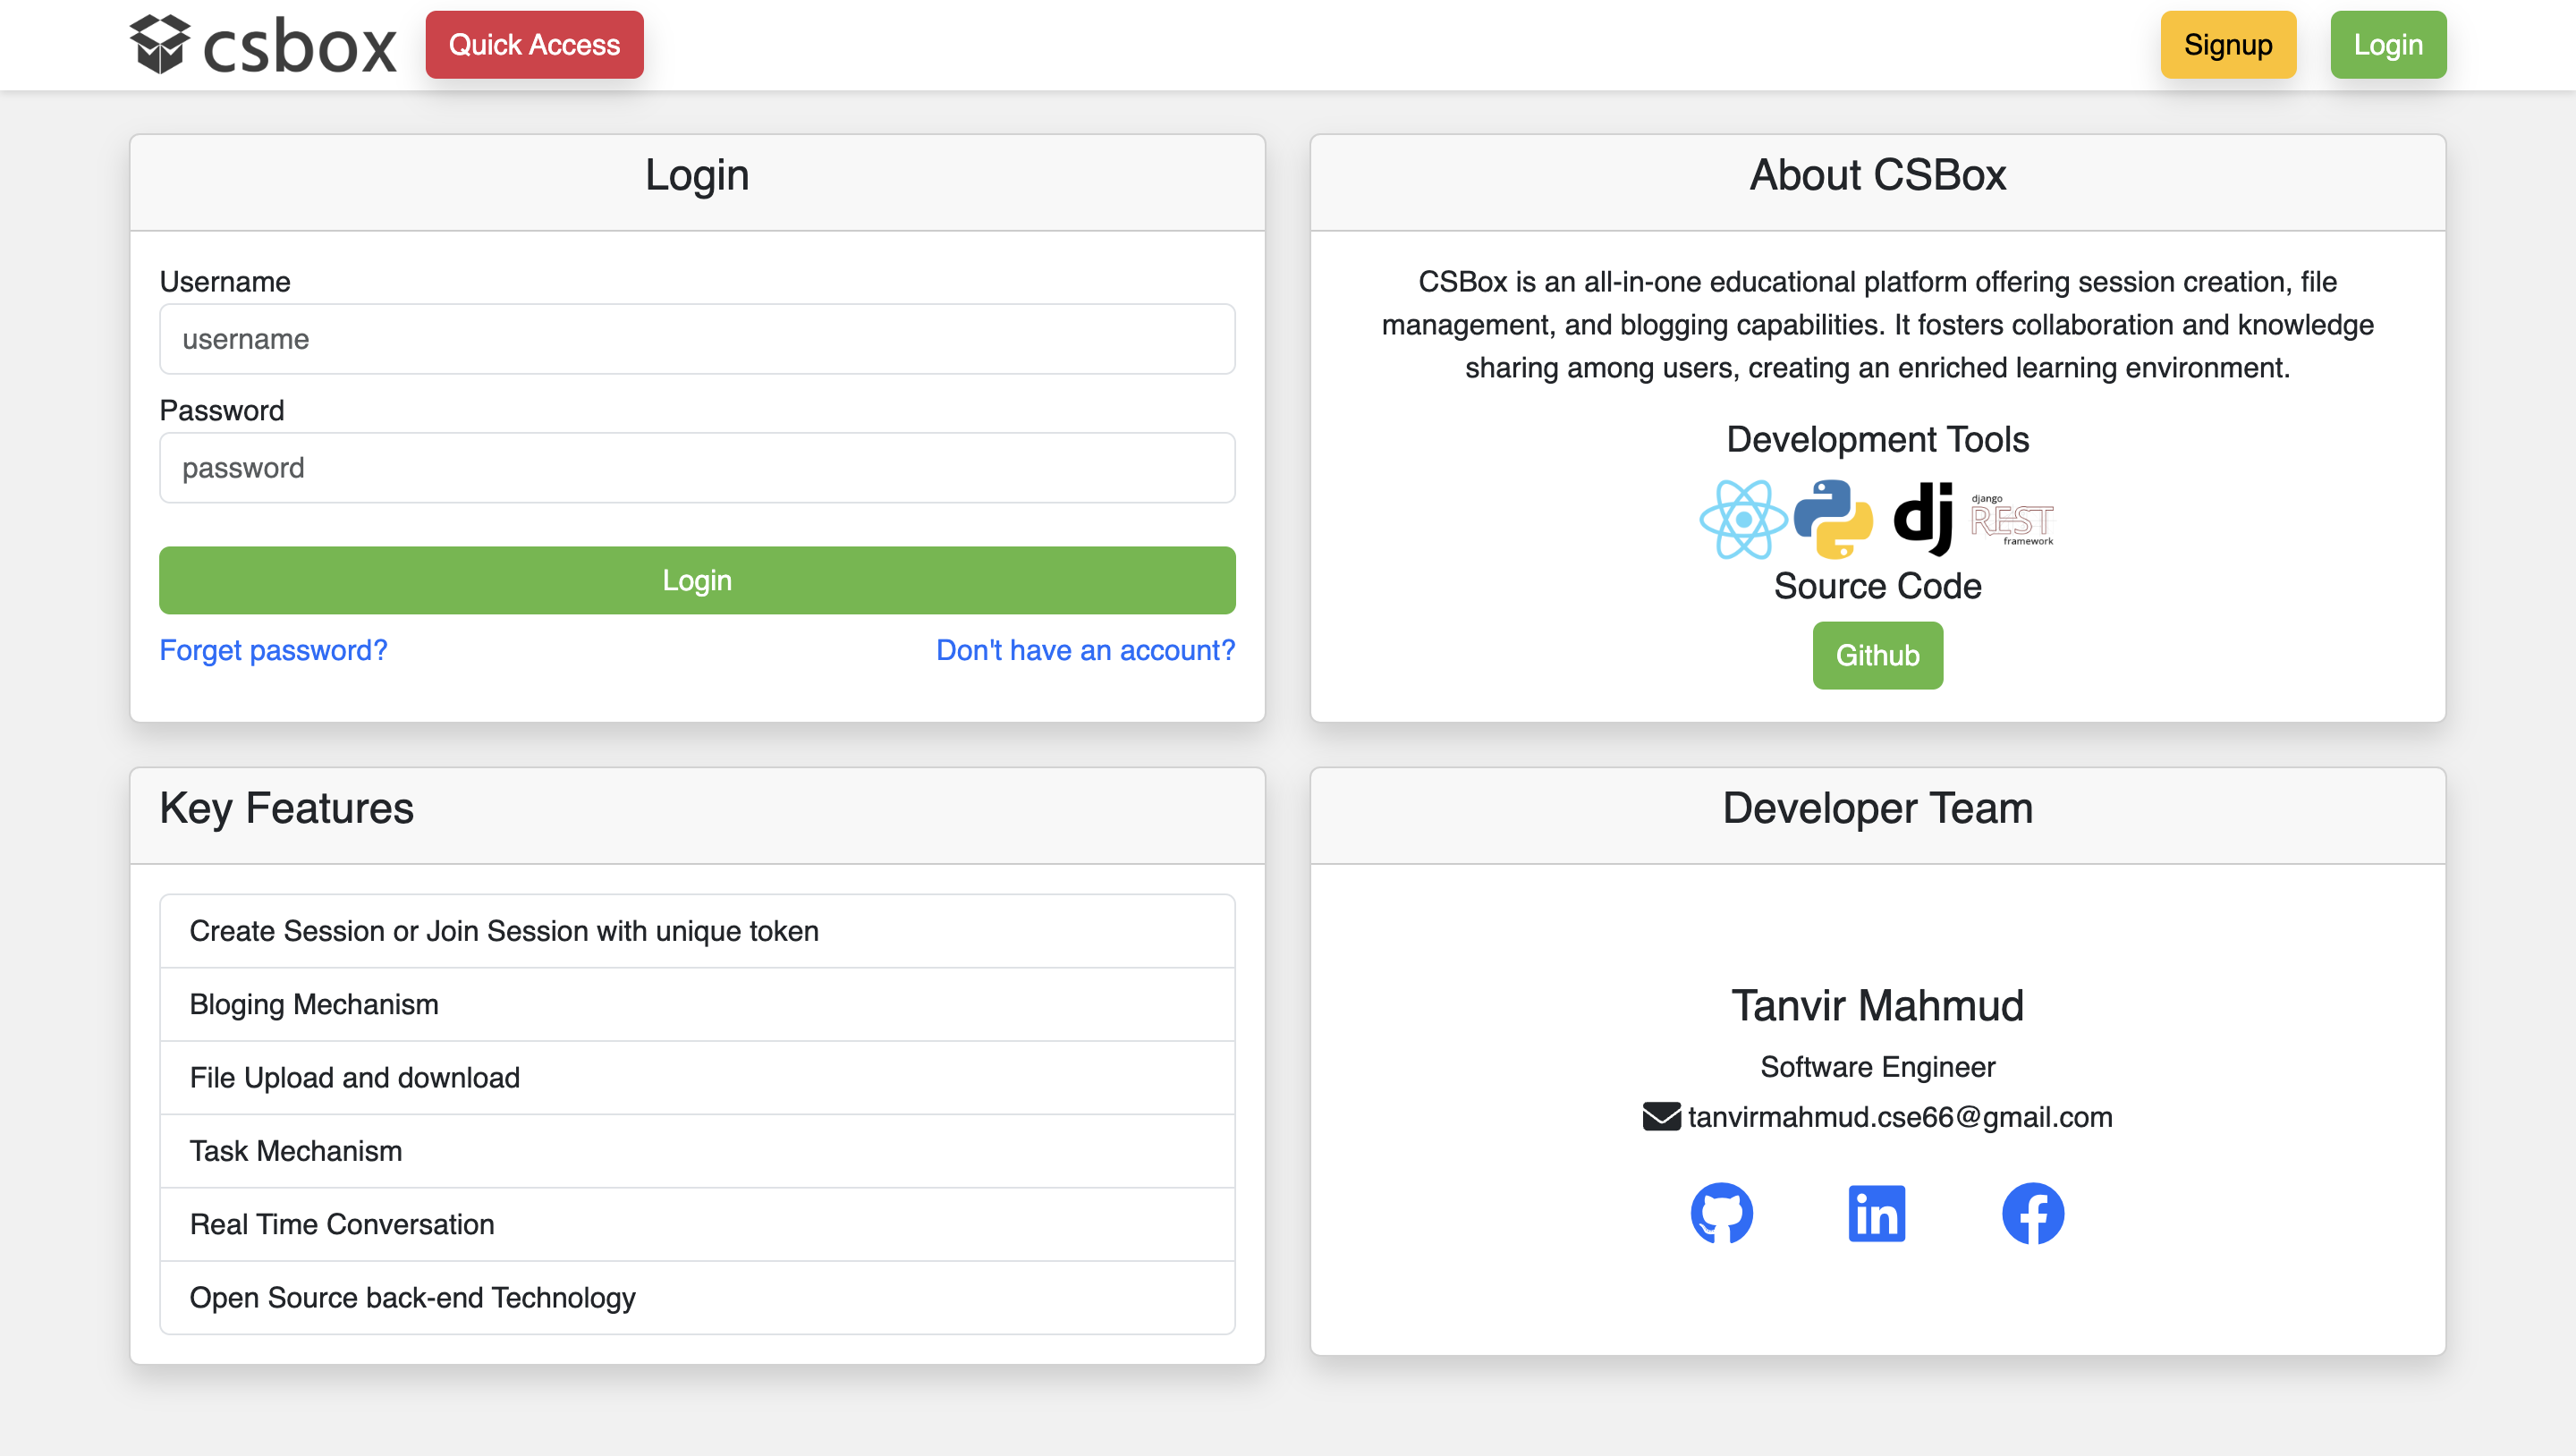 csbox
Quick Access
Signup
Login
Login
Username
username
Password
password
Login
Forget password?
Don't have an account?
About CSBox
CSBox is an all-in-one educational platform offering session creation, file
management, and blogging capabilities. It fosters collaboration and knowledge
sharing among users, creating an enriched learning environment.
Development Tools
dj
django
REST
framework
Source Code
Github
Key Features
Create Session or Join Session with unique token
Bloging Mechanism
File Upload and download
Task Mechanism
Real Time Conversation
Open Source back-end Technology
Developer Team
Tanvir Mahmud
Software Engineer
tanvirmahmud.cse66@gmail.com
in
f